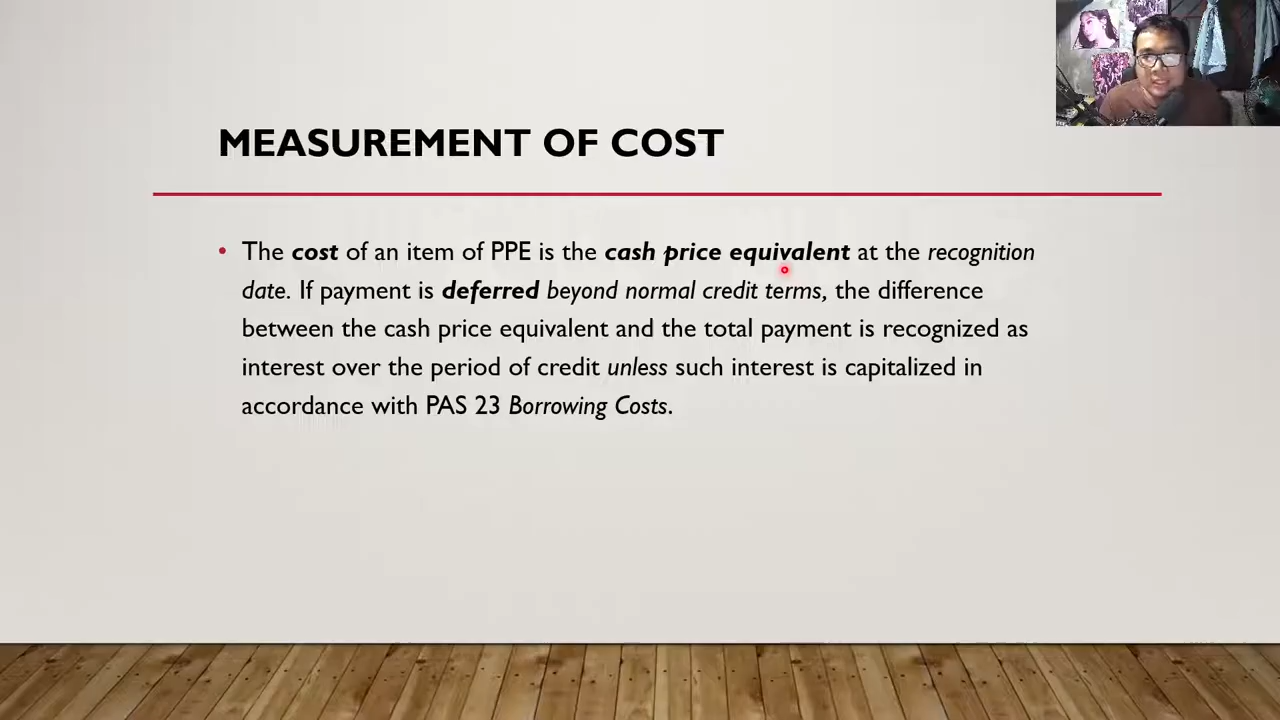 MEASUREMENT OF COST
• The cost of an item of PPE is the cash price equivalent at the recognition
date. If payment is deferred beyond normal credit terms, the difference
between the cash price equivalent and the total payment is recognized as
interest over the period of credit unless such interest is capitalized in
accordance with PAS 23 Borrowing Costs.